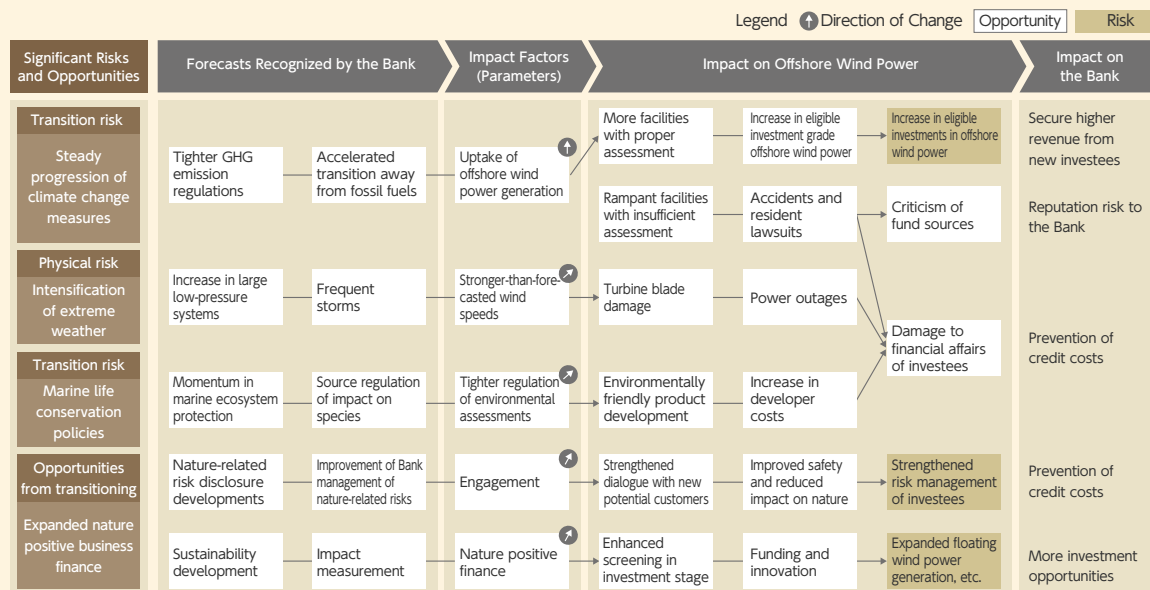 Legend
Direction of Change
Opportunity
Risk
Significant Risks
and Opportunities
Forecasts Recognized by the Bank
Impact Factors
(Parameters)
Impact on Offshore Wind Power
Impact on
the Bank
Transition risk
Steady
progression of
climate change
measures
Tighter GHG
emission
regulations
Accelerated
transition away
from fossil fuels
Uptake of
offshore wind
power generation
More facilities
with proper
assessment
Increase in eligible
investment grade
offshore wind power
Increase in eligible
investments in offshore
wind power
Secure higher
revenue from
new investees
Rampant facilities
with insufficient
assessment
Accidents and
resident
lawsuits
Criticism of
fund sources
Reputation risk to
the Bank
Physical risk
Intensification
of extreme
weather
Increase in large
low-pressure
systems
Frequent
storms
Stronger-than-fore-
casted wind
speeds
Turbine blade
damage
Power outages
Damage to
financial affairs
of investees
Prevention of
credit costs
Transition risk
Marine life
conservation
policies
Momentum in
marine ecosystem
protection
Source regulation
of impact on
species
Tighter regulation
of environmental
assessments
Environmentally
friendly product
development
Increase in
developer
costs
Opportunities
from transitioning
Expanded nature
positive business
finance
Nature-related
risk disclosure
developments
Improvement of Bank
management of
nature-related risks
Engagement
Strengthened
dialogue with new
potential customers
Improved safety
and reduced
impact on nature
Strengthened
risk management
of investees
Prevention of
credit costs
Sustainability
development
Impact
measurement
Nature positive
finance
Enhanced
screening in
investment stage
Funding and
innovation
Expanded floating
wind power
generation, etc.
More investment
opportunities